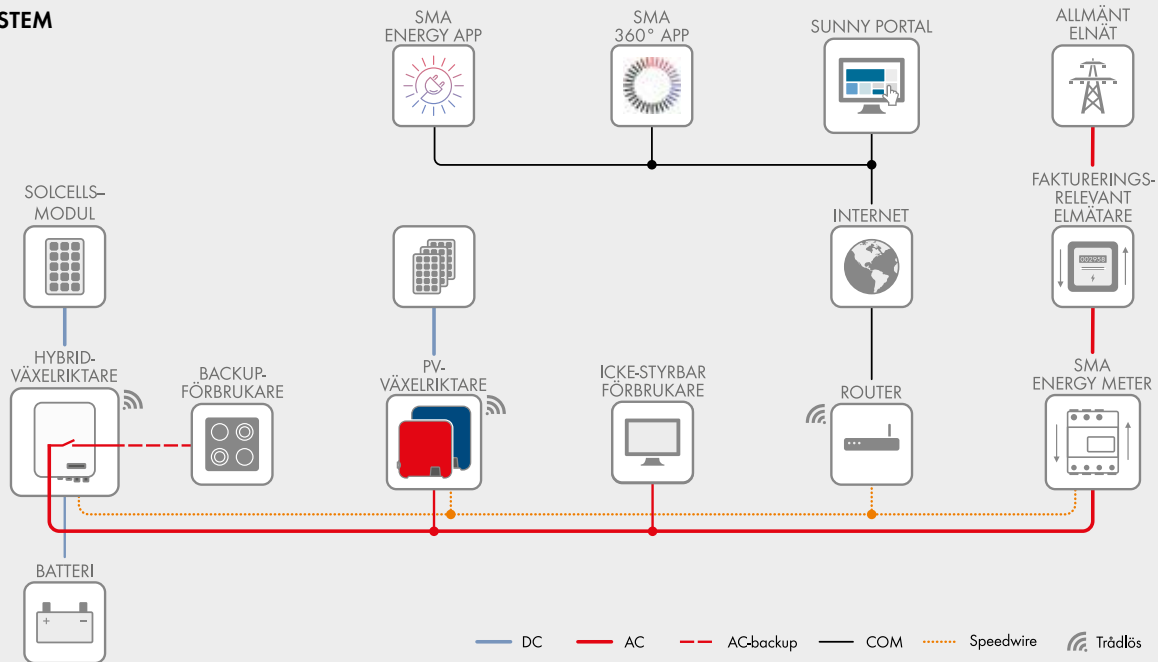 STEM
SMA
ENERGY APP
SMA
360° APP
SUNNY PORTAL
ALLMÄNT
ELNÄT
SOLCELLS–
MODUL
INTERNET
FAKTURERINGS-
RELEVANT
ELMÄTARE
002958
HYBRID-
VÄXELRIKTARE
BACKUP-
FÖRBRUKARE
PV-
VÄXELRIKTARE
ICKE-STYRBAR
FÖRBRUKARE
ROUTER
SMA
ENERGY METER
BATTERI
+ –
DC
AC
AC-backup
COM
Speedwire
Trådlös